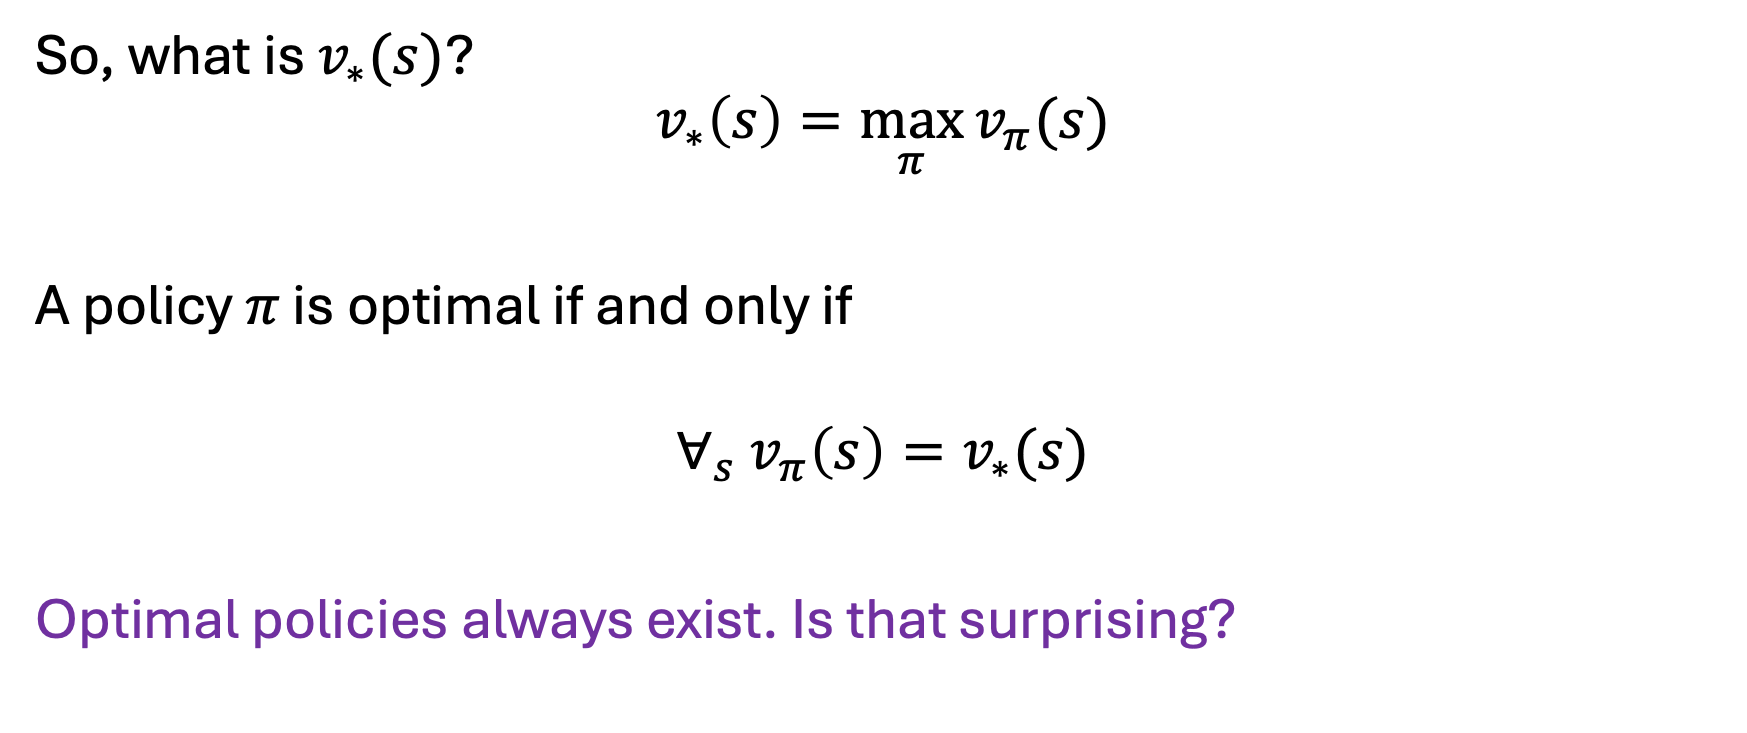 So, what is 𝑣∗(𝑠)?
𝑣∗(𝑠) = max 𝑣𝜋(𝑠)
𝜋
A policy 𝜋 is optimal if and only if
∀𝑠 𝑣𝜋(𝑠) = 𝑣∗(𝑠)
Optimal policies always exist. Is that surprising?